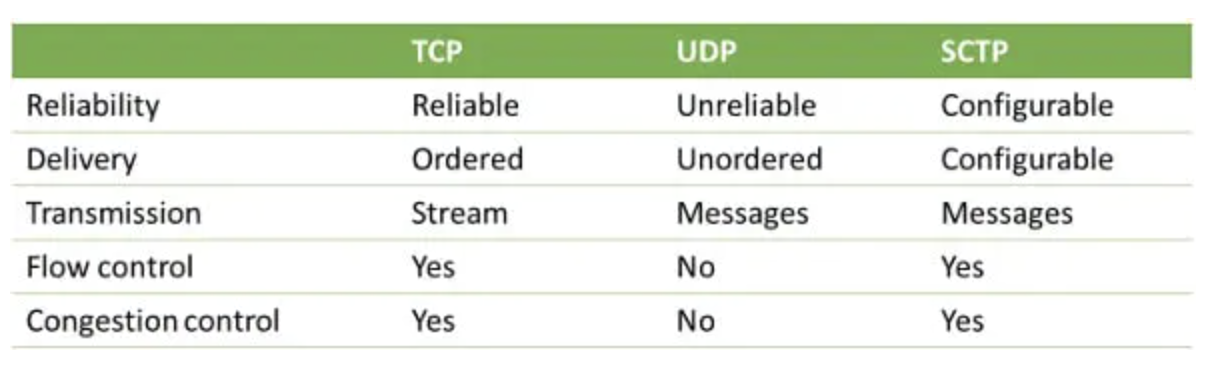 TCP UDP SCTP
Reliability Reliable Unreliable Configurable
Delivery Ordered Unordered Configurable
Transmission Stream Messages Messages
Flow control Yes No Yes
Congestion control Yes No Yes